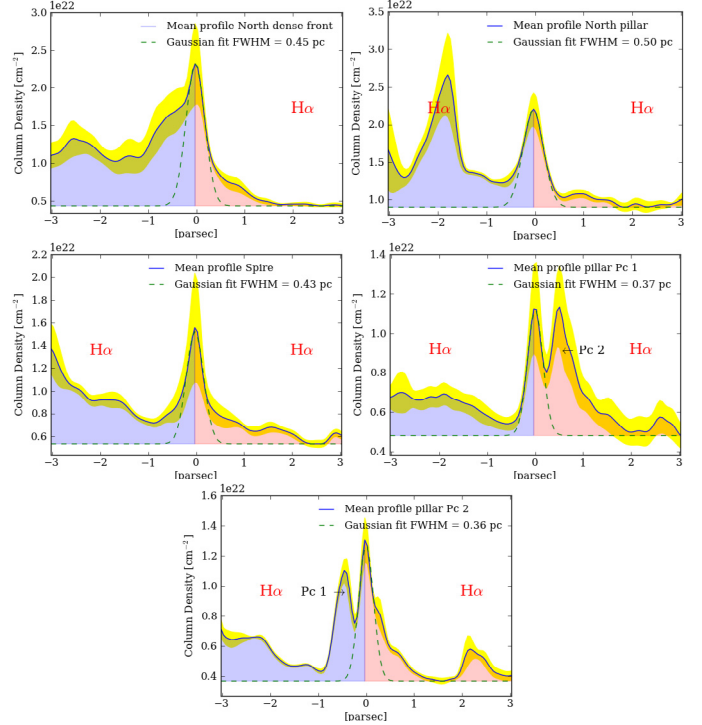 1e22
Mean profile North dense front
Gaussian fit FWHM = 0.45 pc
Hα
Column Density [cm⁻²]
3.0
2.5
2.0
1.5
1.0
0.5
−3 −2 −1 0 1 2 3
[parsec]
1e22
Mean profile North pillar
Gaussian fit FWHM = 0.50 pc
Hα Hα
Column Density [cm⁻²]
3.5
3.0
2.5
2.0
1.5
1.0
−3 −2 −1 0 1 2 3
[parsec]
1e22
Mean profile Spire
Gaussian fit FWHM = 0.43 pc
Hα Hα
Column Density [cm⁻²]
2.2
2.0
1.8
1.6
1.4
1.2
1.0
0.8
0.6
−3 −2 −1 0 1 2 3
[parsec]
1e22
Mean profile pillar Pc 1
Gaussian fit FWHM = 0.37 pc
Hα ← Pc 2 Hα
Column Density [cm⁻²]
1.4
1.2
1.0
0.8
0.6
0.4
−3 −2 −1 0 1 2 3
[parsec]
1e22
Mean profile pillar Pc 2
Gaussian fit FWHM = 0.36 pc
Hα Pc 1 → Hα
Column Density [cm⁻²]
1.6
1.4
1.2
1.0
0.8
0.6
0.4
−3 −2 −1 0 1 2 3
[parsec]